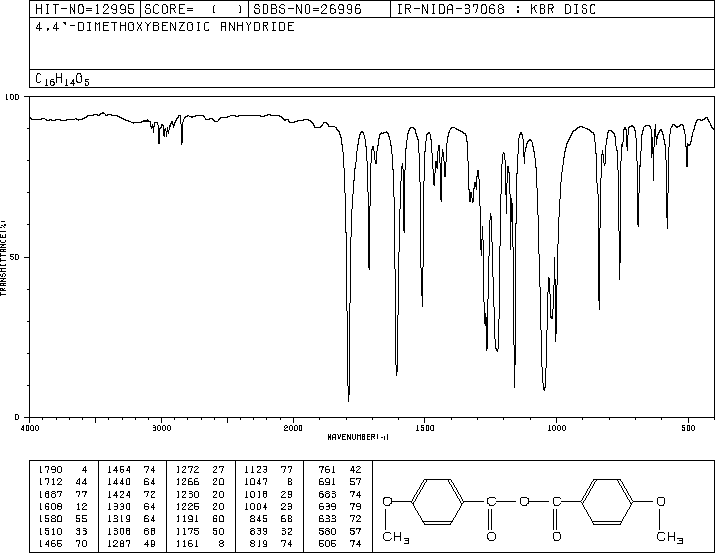 HIT-NO=12995 SCORE= ( ) SDBS-NO=26996 IR-NIDA-37068 : KBR DISC
4,4'-DIMETHOXYBENZOIC ANHYDRIDE
C16H14O5
100
50
0
TRANSMITTANCE(%)
4000 3000 2000 1500 1000 500
WAVENUMBER(-1)
1790 4 1464 74 1272 27 1123 77 761 42
1712 44 1440 64 1266 20 1047 8 691 57
1687 77 1424 72 1230 20 1018 29 683 74
1608 12 1330 64 1225 20 1004 23 639 79
1580 55 1319 64 1191 60 845 68 633 72
1510 33 1308 68 1175 50 839 32 580 57
1466 70 1287 49 1161 8 819 74 505 74
O O O
CH3 O O CH3